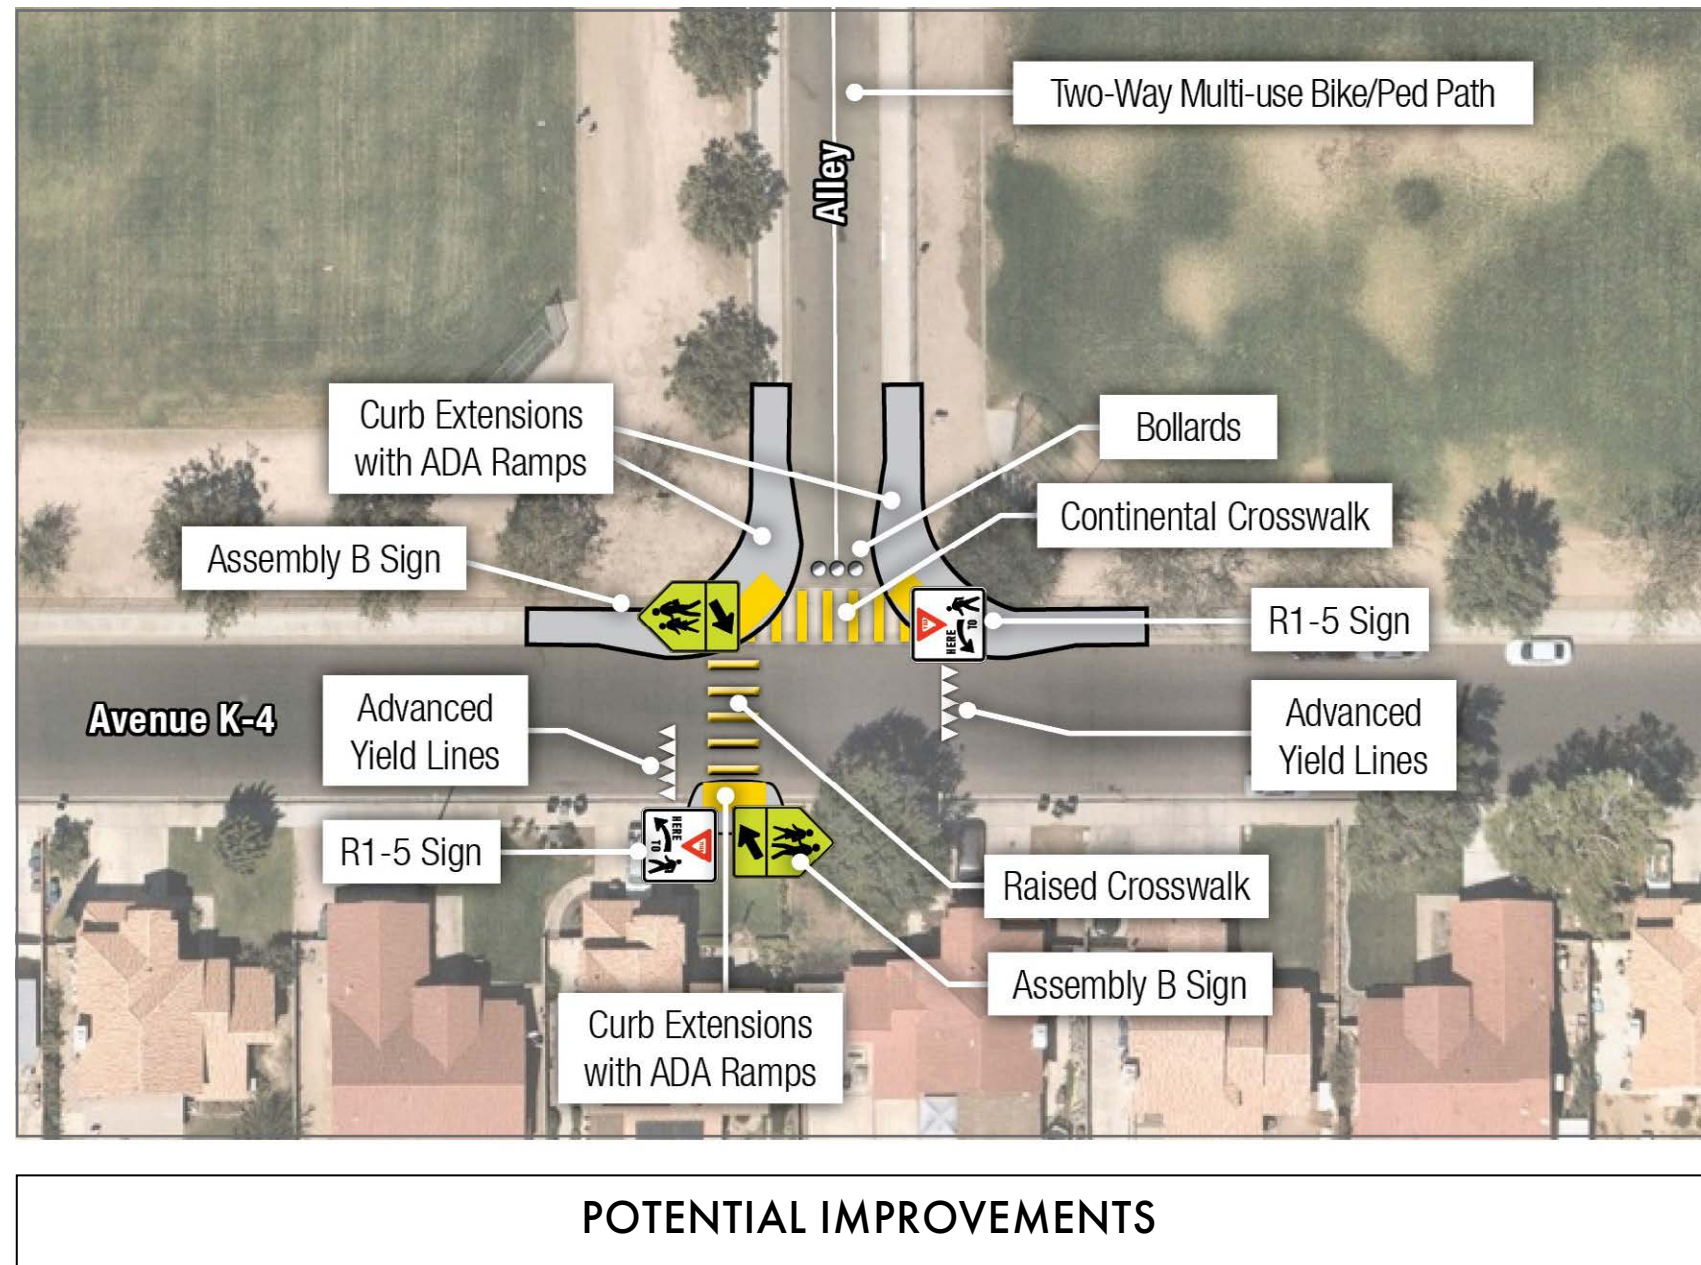 Two-Way Multi-use Bike/Ped Path
Alley
Curb Extensions
with ADA Ramps
Bollards
Continental Crosswalk
Assembly B Sign
R1-5 Sign
HERE
TO
Avenue K-4
Advanced
Yield Lines
Advanced
Yield Lines
R1-5 Sign
HERE
TO
Raised Crosswalk
Assembly B Sign
Curb Extensions
with ADA Ramps
POTENTIAL IMPROVEMENTS